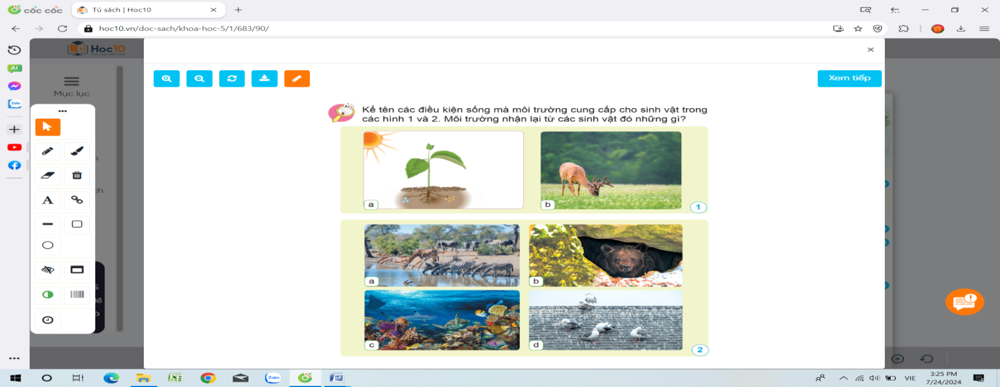 cốc cốc
Tủ sách | Hoc10
hoc10.vn/doc-sach/khoa-hoc-5/1/683/90/
Hoc10
AI
Mục lục
Zalo
Xem tiếp
Kể tên các điều kiện sống mà môi trường cung cấp cho sinh vật trong
các hình 1 và 2. Môi trường nhận lại từ các sinh vật đó những gì?
a
b
1
a
b
c
d
2
A
Zalo
VIE
3:25 PM
7/24/2024